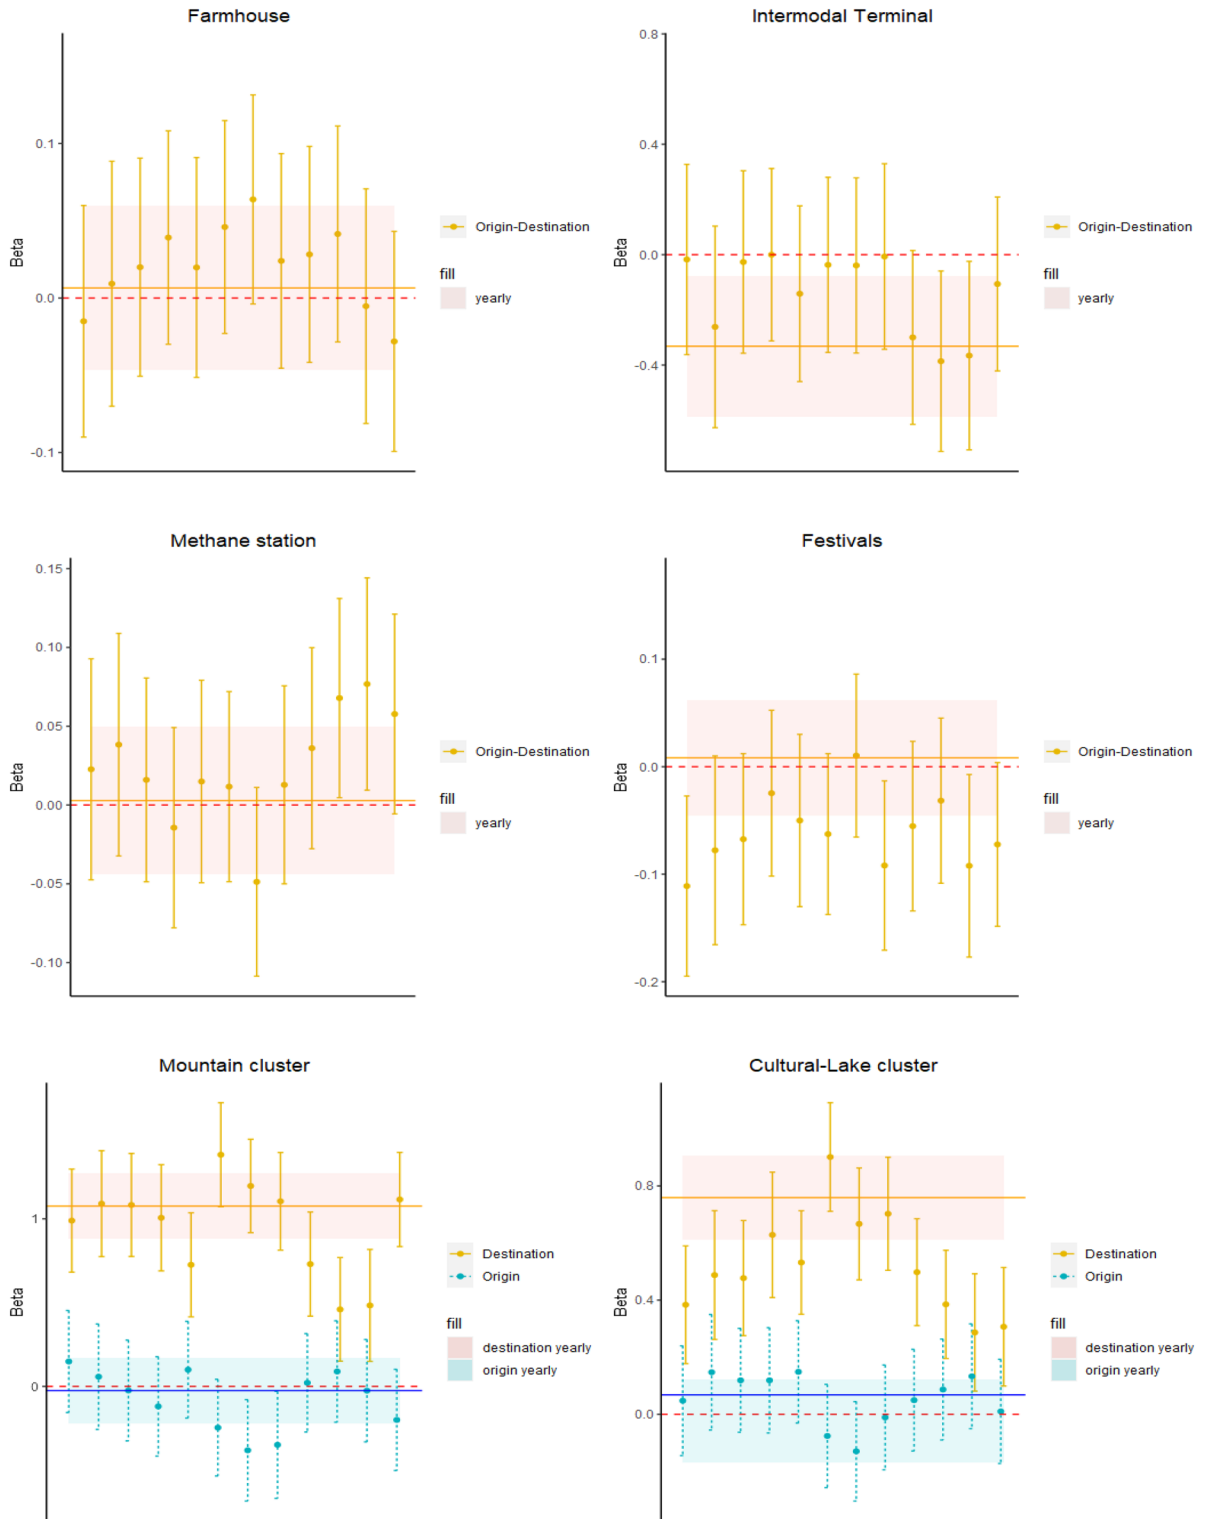 Farmhouse
Beta
0.1
0.0
-0.1
Origin-Destination
fill
yearly
Intermodal Terminal
Beta
0.8
0.4
0.0
-0.4
Origin-Destination
fill
yearly
Methane station
Beta
0.15
0.10
0.05
0.00
-0.05
-0.10
Origin-Destination
fill
yearly
Festivals
Beta
0.1
0.0
-0.1
-0.2
Origin-Destination
fill
yearly
Mountain cluster
Beta
1
0
Destination
Origin
fill
destination yearly
origin yearly
Cultural-Lake cluster
Beta
0.8
0.4
0.0
Destination
Origin
fill
destination yearly
origin yearly